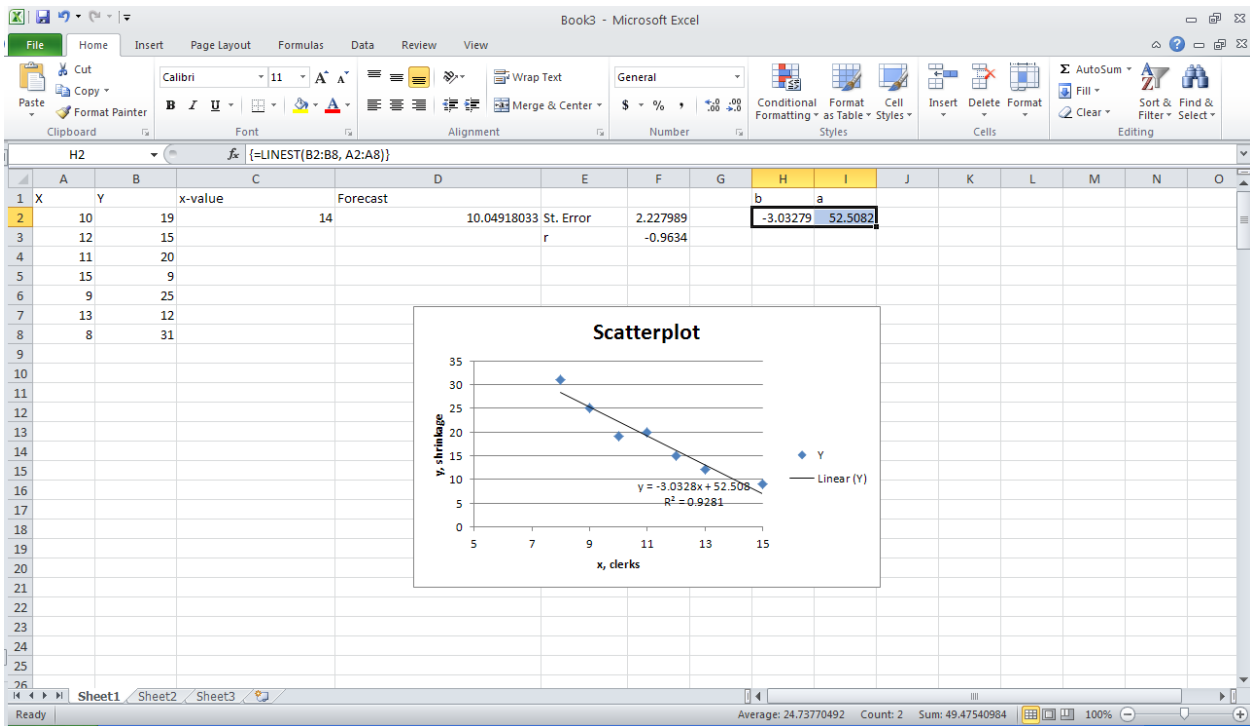 Book3 - Microsoft Excel
File Home Insert Page Layout Formulas Data Review View
Cut Calibri 11 A A Wrap Text General Σ AutoSum
Copy Fill
Paste Format Painter B I U A Merge & Center $ % , .0 .00 .00 .0 Conditional Format Cell Insert Delete Format Clear Sort & Find &
Formatting as Table Styles Filter Select
Clipboard Font Alignment Number Styles Cells Editing
H2 fx {=LINEST(B2:B8, A2:A8)}
A B C D E F G H I J K L M N O
1 X Y x-value Forecast b a
2 10 19 14 10.04918033 St. Error 2.227989 -3.03279 52.5082
3 12 15 r -0.9634
4 11 20
5 15 9
6 9 25
7 13 12
8 8 31
9
10
11
12
13
14
15
16
17
18
19
20
21
22
23
24
25
26
Scatterplot
35
30
25
20
15
10
5
0
y, shrinkage
y = -3.0328x + 52.508
R² = 0.9281
Y
Linear (Y)
5 7 9 11 13 15
x, clerks
Sheet1 Sheet2 Sheet3
Ready Average: 24.73770492 Count: 2 Sum: 49.47540984 100%